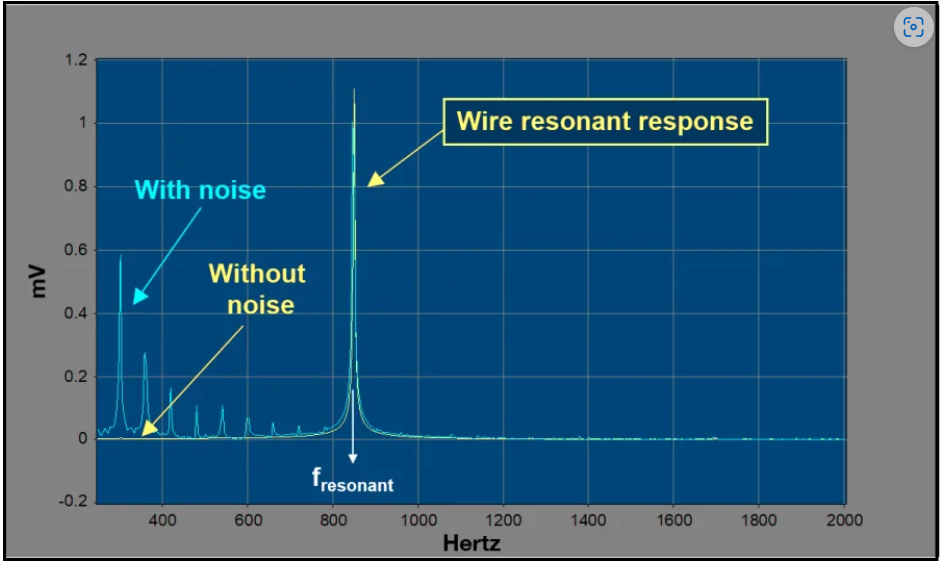 1.2
1
0.8
0.6
0.4
0.2
0
-0.2
mV
Wire resonant response
With noise
Without
noise
fresonant
400 600 800 1000 1200 1400 1600 1800 2000
Hertz